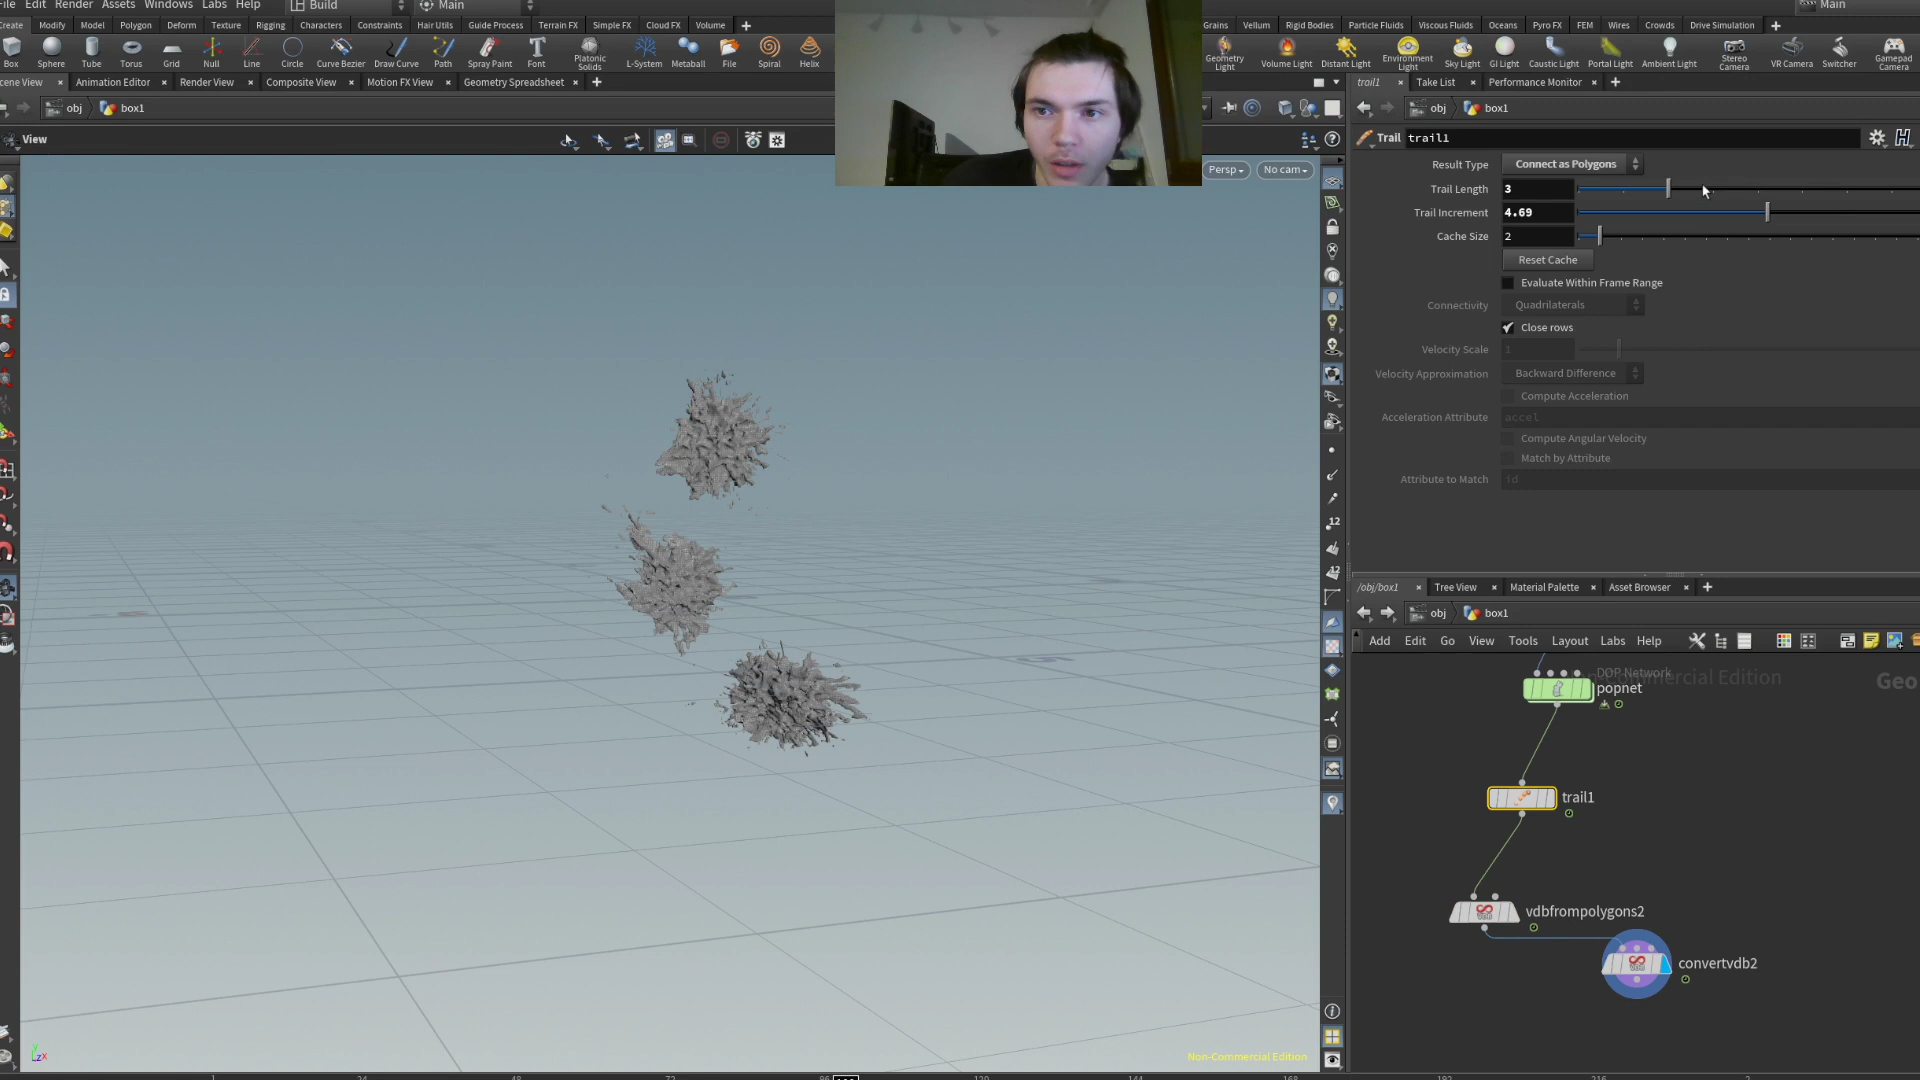 File Edit Render Assets Windows Labs Help Build Main Main
Create Modify Model Polygon Deform Texture Rigging Characters Constraints Hair Utils Guide Process Terrain FX Simple FX Cloud FX Volume Grains Vellum Rigid Bodies Particle Fluids Viscous Fluids Oceans Pyro FX FEM Wires Crowds Drive Simulation
Box Sphere Tube Torus Grid Null Line Circle Curve Bezier Draw Curve Path Spray Paint Font Platonic Solids L-System Metaball File Spiral Helix Geometry Light Volume Light Distant Light Environment Light Sky Light GI Light Caustic Light Portal Light Ambient Light Stereo Camera VR Camera Switcher Gamepad Camera
Scene View Animation Editor Render View Composite View Motion FX View Geometry Spreadsheet trail1 Take List Performance Monitor
obj box1 obj box1
View Trail trail1
Persp No cam
Result Type Connect as Polygons
Trail Length 3
Trail Increment 4.69
Cache Size 2
Reset Cache
Evaluate Within Frame Range
Connectivity Quadrilaterals
Close rows
Velocity Scale 1
Velocity Approximation Backward Difference
Compute Acceleration
Acceleration Attribute accel
Compute Angular Velocity
Match by Attribute
Attribute to Match id
/obj/box1 Tree View Material Palette Asset Browser
obj box1
Add Edit Go View Tools Layout Labs Help
DOP Network
popnet
Non-Commercial Edition
Geo
trail1
vdbfrompolygons2
convertvdb2
Non-Commercial Edition